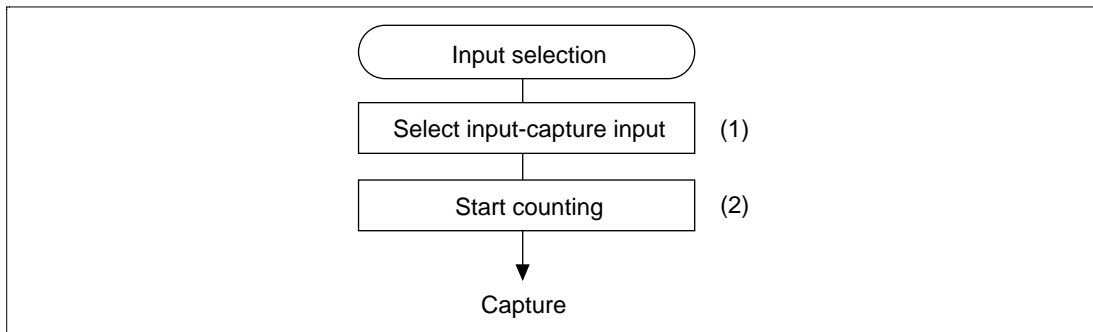 Input selection
Select input-capture input (1)
Start counting (2)
Capture